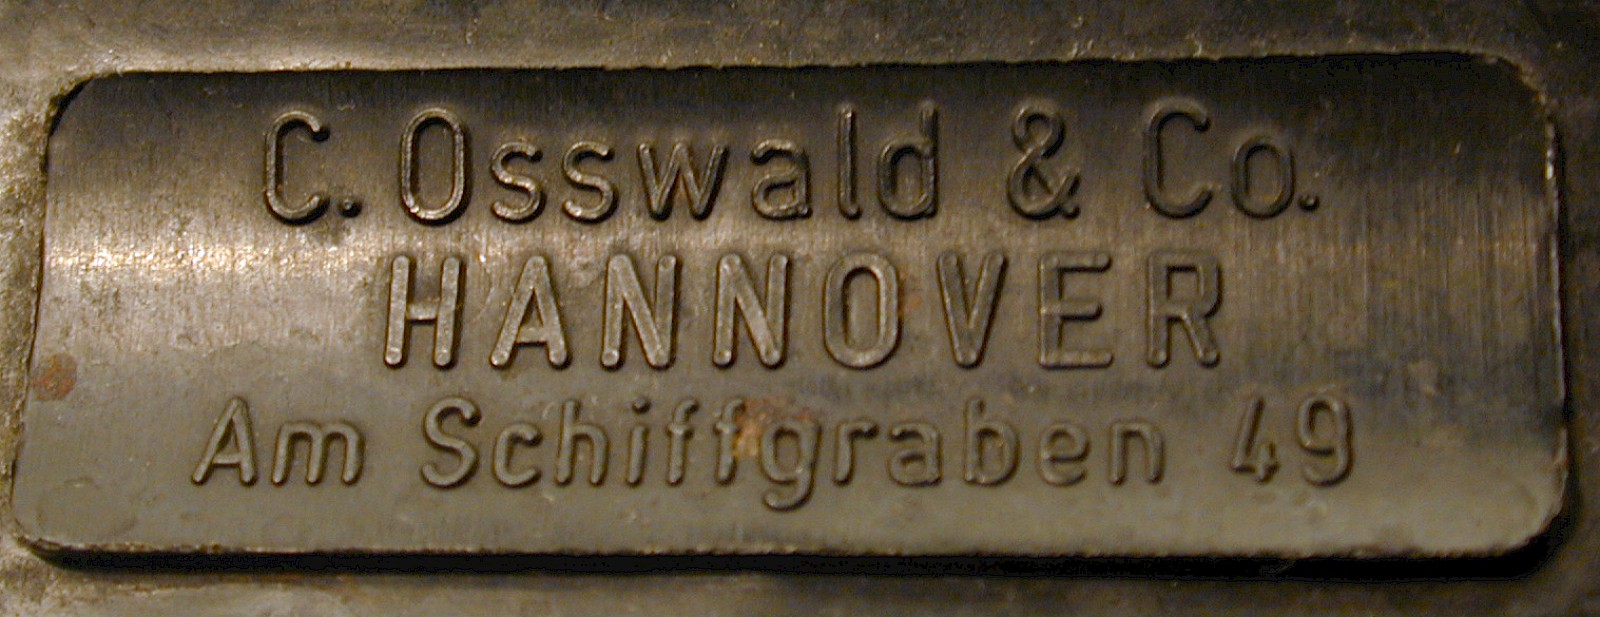 C. Osswald & Co.
HANNOVER
Am Schiffgraben 49